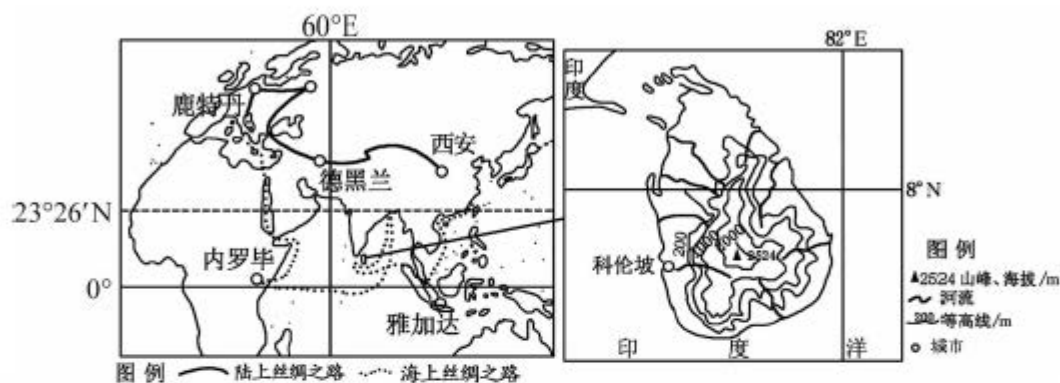 60°E
鹿特丹
西安
德黑兰
23°26′N
内罗毕
0°
雅加达
图例 陆上丝绸之路 海上丝绸之路
82°E
印度
8°N
200
1000
2000
▲2524
科伦坡
印度洋
图例
▲2524 山峰、海拔/m
河流
200 等高线/m
城市